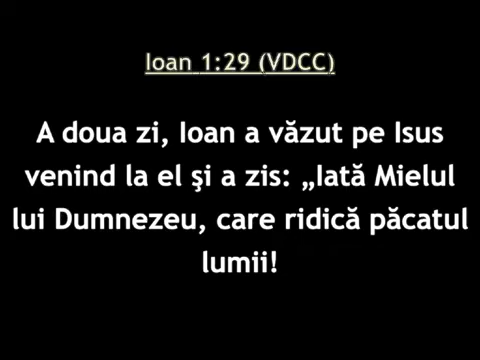 Ioan 1:29 (VDCC)
A doua zi, Ioan a văzut pe Isus
venind la el şi a zis: „Iată Mielul
lui Dumnezeu, care ridică păcatul
lumii!